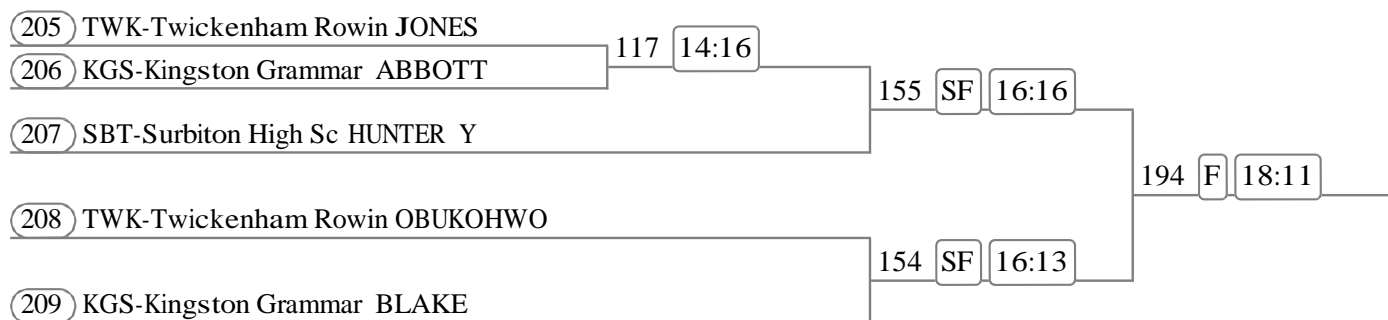 205 TWK-Twickenham Rowin JONES
117 14:16
206 KGS-Kingston Grammar ABBOTT
155 SF 16:16
207 SBT-Surbiton High Sc HUNTER Y
194 F 18:11
208 TWK-Twickenham Rowin OBUKOHWO
154 SF 16:13
209 KGS-Kingston Grammar BLAKE